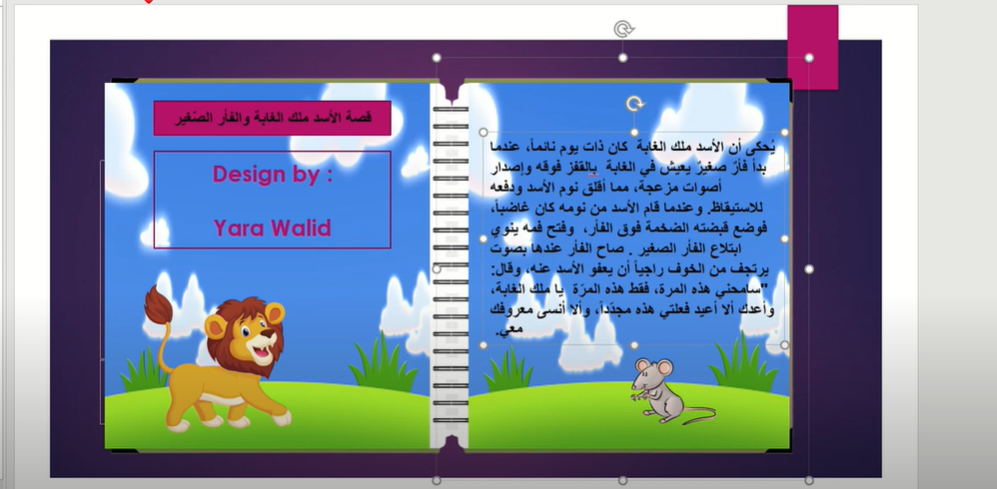 قصة الأسد ملك الغابة والفأر الصغير
Design by :
Yara Walid
يُحكى أن الأسد ملك الغابة كان ذات يوم نائماً، عندما
بدأ فأرٌ صغيرٌ يعيش في الغابة بالقفز فوقه وإصدار
أصوات مزعجة، مما أقلق نوم الأسد ودفعه
للاستيقاظ. وعندما قام الأسد من نومه كان غاضباً،
فوضع قبضته الضخمة فوق الفأر، وفتح فمه ينوي
ابتلاع الفأر الصغير . صاح الفأر عندها بصوت
يرتجف من الخوف راجياً أن يعفو الأسد عنه، وقال:
"سامحني هذه المرة، فقط هذه المرّة يا ملك الغابة،
وأعدك ألا أعيد فعلتي هذه مجدّداً، وألا أنسى معروفك
معي.